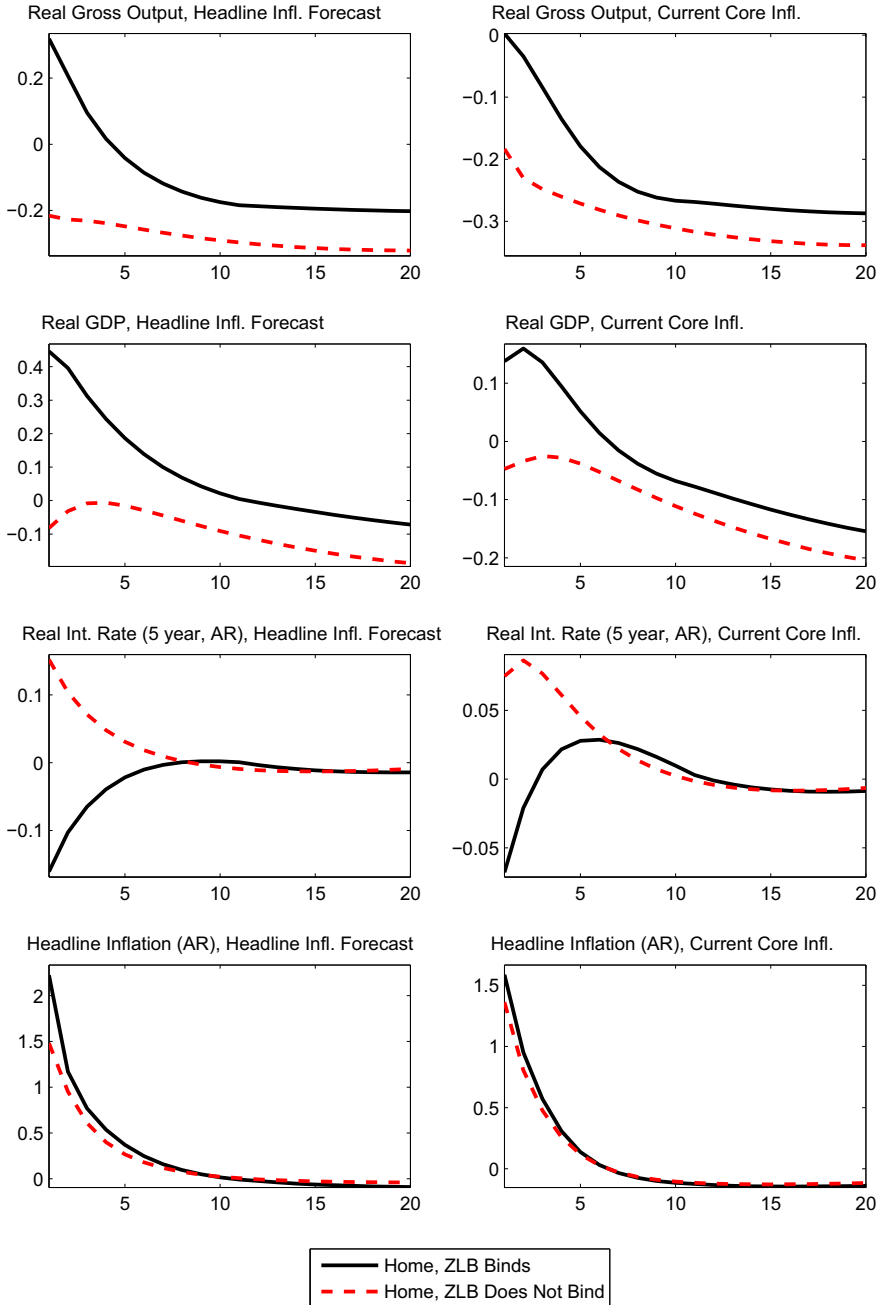 Real Gross Output, Headline Infl. Forecast
0.2
0
−0.2
5 10 15 20
Real Gross Output, Current Core Infl.
0
−0.1
−0.2
−0.3
5 10 15 20
Real GDP, Headline Infl. Forecast
0.4
0.3
0.2
0.1
0
−0.1
5 10 15 20
Real GDP, Current Core Infl.
0.1
0
−0.1
−0.2
5 10 15 20
Real Int. Rate (5 year, AR), Headline Infl. Forecast
0.1
0
−0.1
5 10 15 20
Real Int. Rate (5 year, AR), Current Core Infl.
0.05
0
−0.05
5 10 15 20
Headline Inflation (AR), Headline Infl. Forecast
2
1.5
1
0.5
0
5 10 15 20
Headline Inflation (AR), Current Core Infl.
1.5
1
0.5
0
5 10 15 20
Home, ZLB Binds
Home, ZLB Does Not Bind